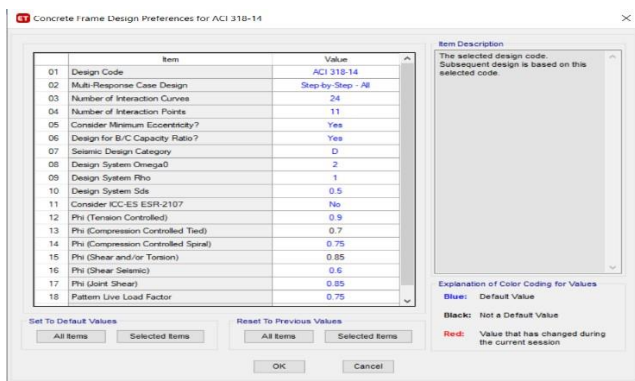 ET Concrete Frame Design Preferences for ACI 318-14
Item Value
01 Design Code ACI 318-14
02 Multi-Response Case Design Step-by-Step - All
03 Number of Interaction Curves 24
04 Number of Interaction Points 11
05 Consider Minimum Eccentricity? Yes
06 Design for B/C Capacity Ratio? Yes
07 Seismic Design Category D
08 Design System Omega0 2
09 Design System Rho 1
10 Design System Sds 0.5
11 Consider ICC-ES ESR-2107 No
12 Phi (Tension Controlled) 0.9
13 Phi (Compression Controlled Tied) 0.7
14 Phi (Compression Controlled Spiral) 0.75
15 Phi (Shear and/or Torsion) 0.85
16 Phi (Shear Seismic) 0.6
17 Phi (Joint Shear) 0.85
18 Pattern Live Load Factor 0.75
Item Description
The selected design code.
Subsequent design is based on this
selected code.
Explanation of Color Coding for Values
Blue: Default Value
Black: Not a Default Value
Red: Value that has changed during
the current session
Set To Default Values
All Items Selected Items
Reset To Previous Values
All Items Selected Items
OK Cancel